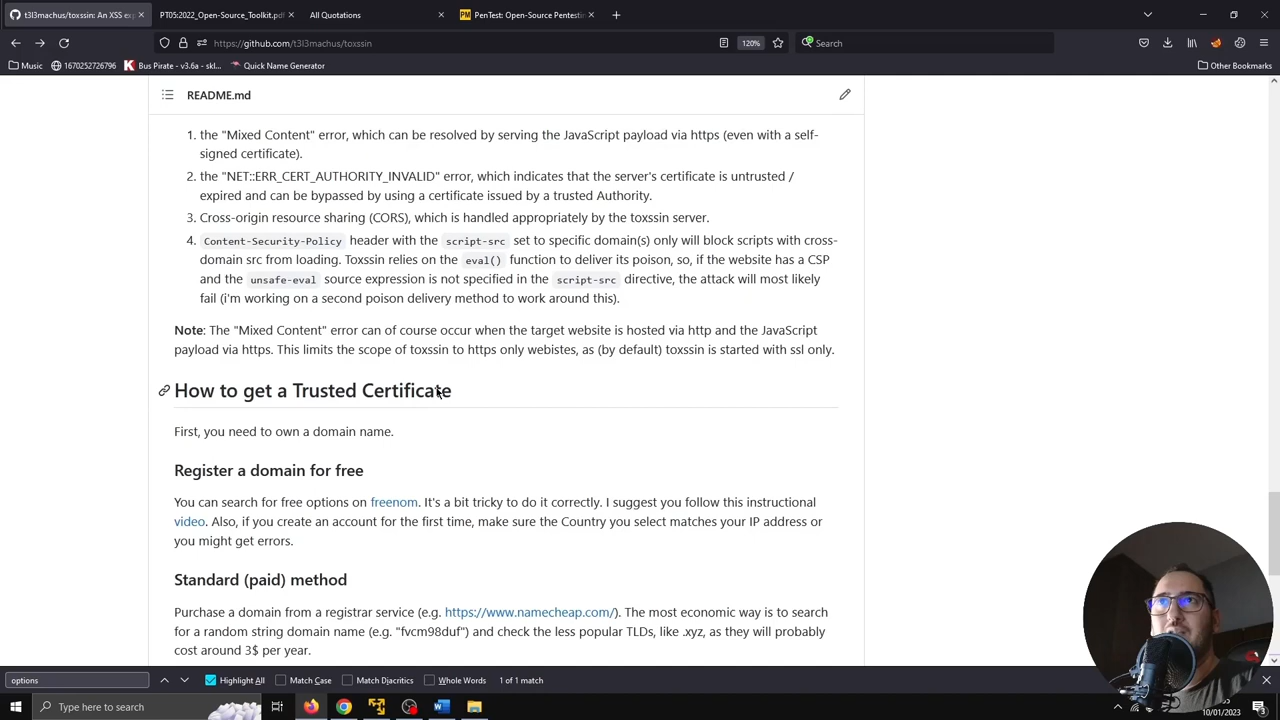 t3l3machus/toxssin: An XSS exp
PT05:2022_Open-Source_Toolkit.pdf
All Quotations
PenTest: Open-Source Pentestin
https://github.com/t3l3machus/toxssin
120%
Search
Music
1670252726796
Bus Pirate - v3.6a - skl...
Quick Name Generator
Other Bookmarks
README.md
1. the "Mixed Content" error, which can be resolved by serving the JavaScript payload via https (even with a self-
signed certificate).
2. the "NET::ERR_CERT_AUTHORITY_INVALID" error, which indicates that the server's certificate is untrusted /
expired and can be bypassed by using a certificate issued by a trusted Authority.
3. Cross-origin resource sharing (CORS), which is handled appropriately by the toxssin server.
4. Content-Security-Policy header with the script-src set to specific domain(s) only will block scripts with cross-
domain src from loading. Toxssin relies on the eval() function to deliver its poison, so, if the website has a CSP
and the unsafe-eval source expression is not specified in the script-src directive, the attack will most likely
fail (i'm working on a second poison delivery method to work around this).
Note: The "Mixed Content" error can of course occur when the target website is hosted via http and the JavaScript
payload via https. This limits the scope of toxssin to https only webistes, as (by default) toxssin is started with ssl only.
How to get a Trusted Certificate
First, you need to own a domain name.
Register a domain for free
You can search for free options on freenom. It's a bit tricky to do it correctly. I suggest you follow this instructional
video. Also, if you create an account for the first time, make sure the Country you select matches your IP address or
you might get errors.
Standard (paid) method
Purchase a domain from a registrar service (e.g. https://www.namecheap.com/). The most economic way is to search
for a random string domain name (e.g. "fvcm98duf") and check the less popular TLDs, like .xyz, as they will probably
cost around 3$ per year.
options
Highlight All
Match Case
Match Diacritics
Whole Words
1 of 1 match
Type here to search
10/01/2023